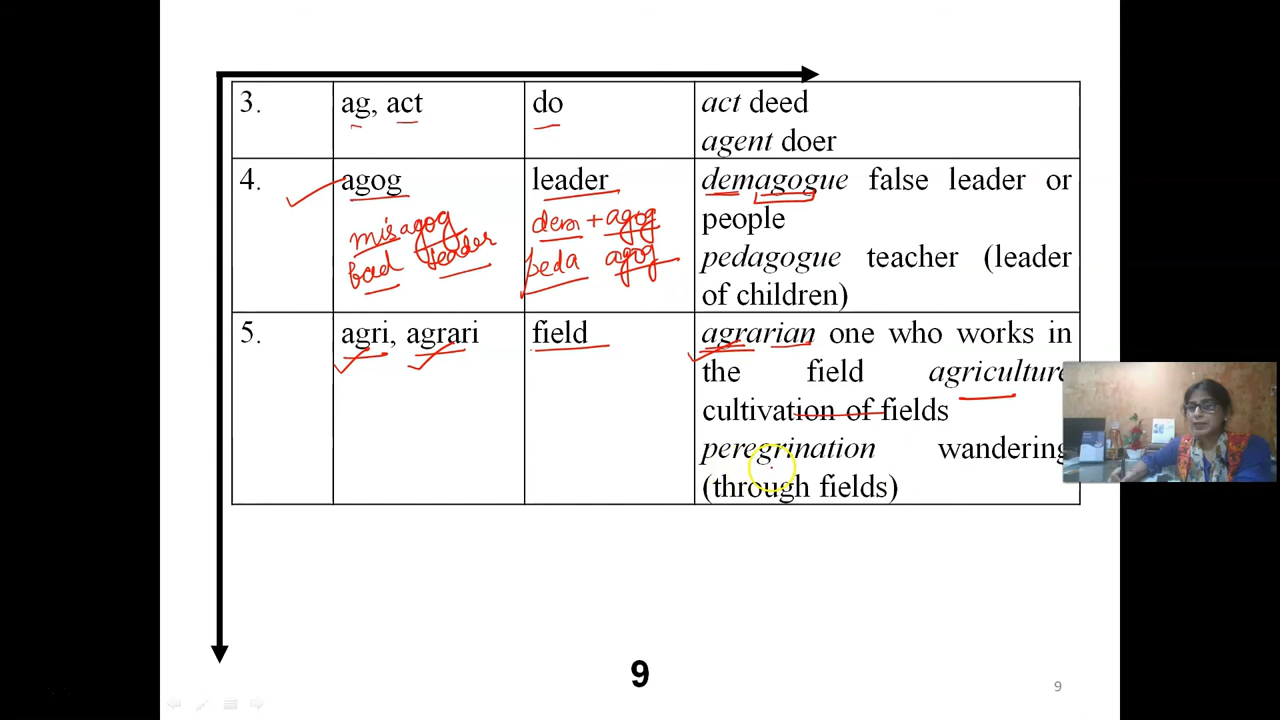 3. ag, act do act deed
agent doer
4. agog leader demagogue false leader or
people
pedagogue teacher (leader
of children)
misagog
bad leader
dem + agog
peda agog
5. agri, agrari field agrarian one who works in
the field agriculture
cultivation of fields
peregrination wandering
(through fields)
9
9